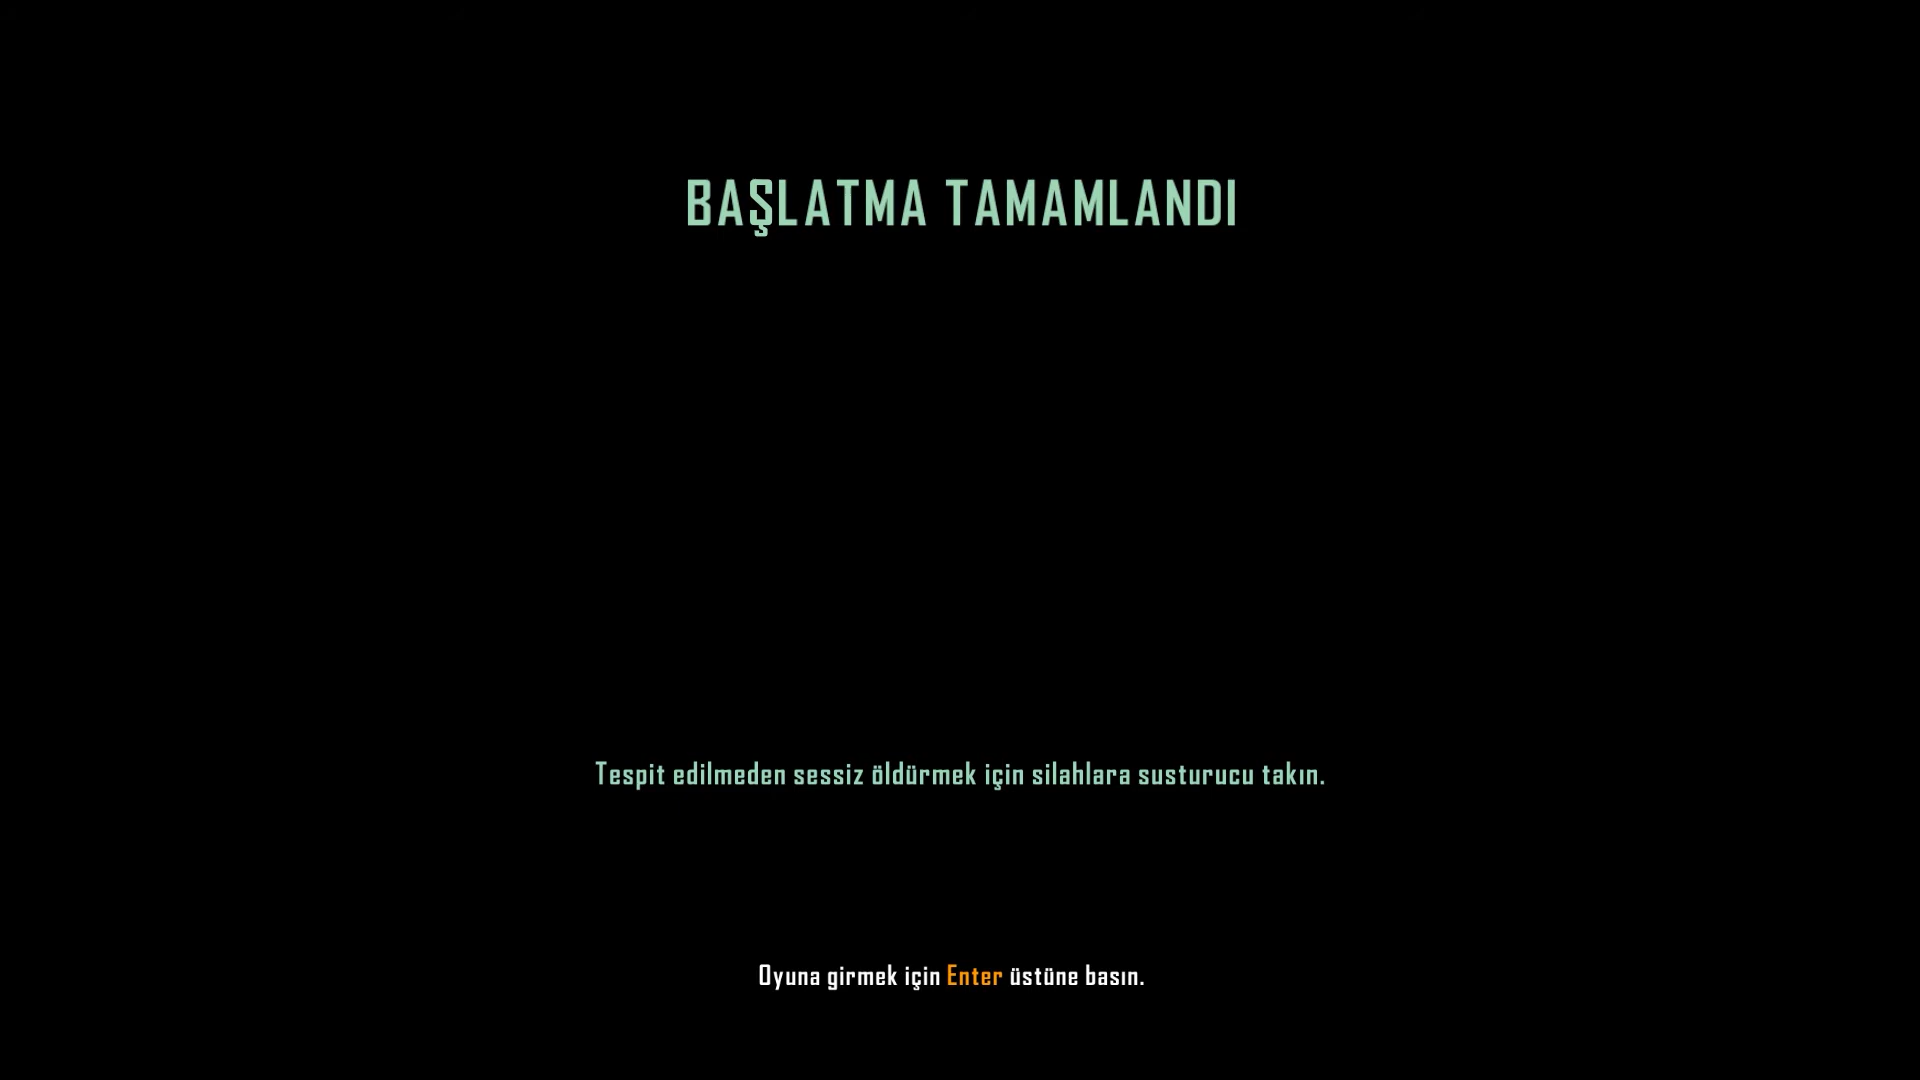 BAŞLATMA TAMAMLANDI
Tespit edilmeden sessiz öldürmek için silahlara susturucu takın.
Oyuna girmek için Enter üstüne basın.